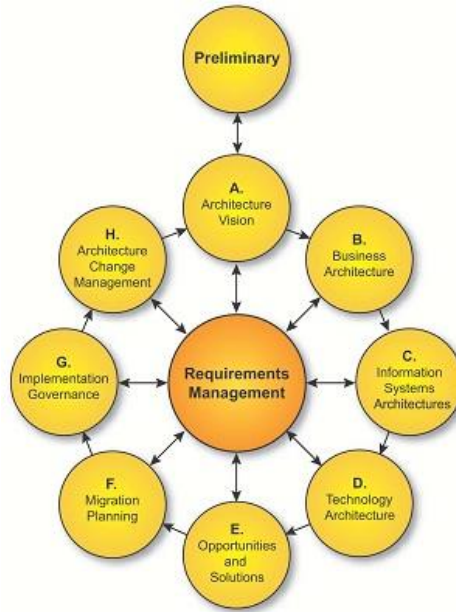 Preliminary
A.
Architecture
Vision
B.
Business
Architecture
C.
Information
Systems
Architectures
D.
Technology
Architecture
E.
Opportunities
and
Solutions
F.
Migration
Planning
G.
Implementation
Governance
H.
Architecture
Change
Management
Requirements
Management